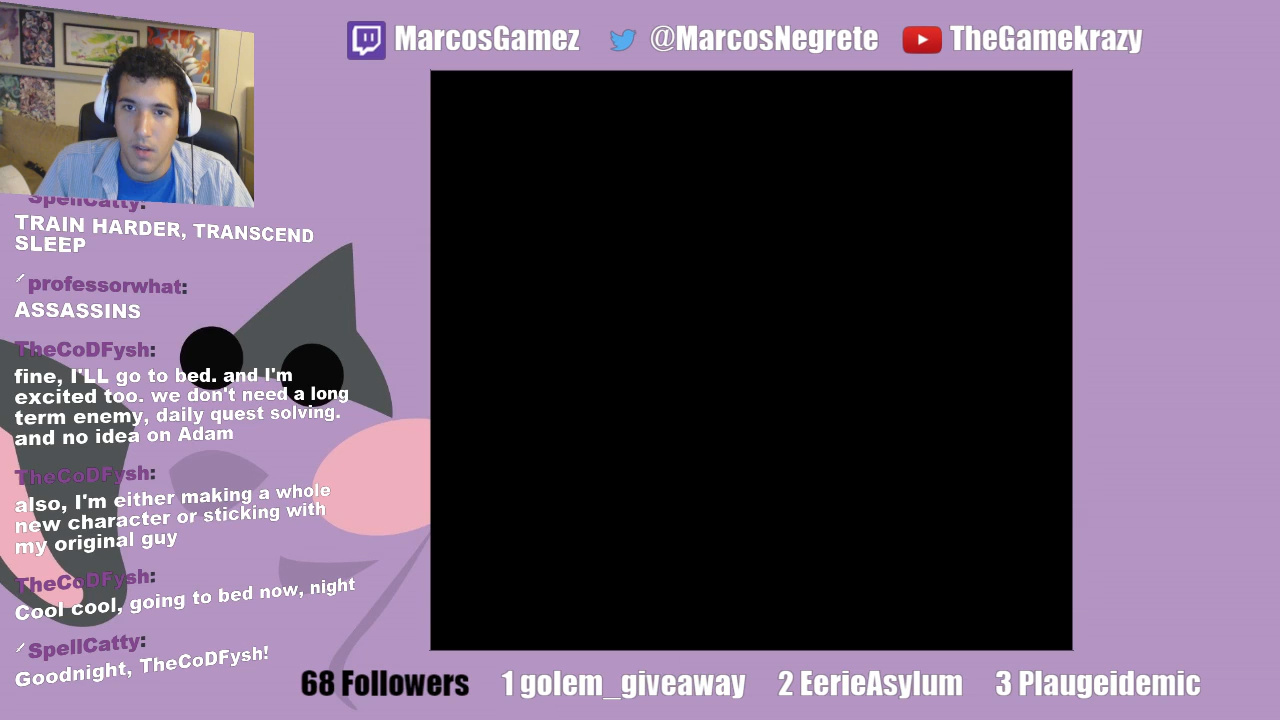 MarcosGamez @MarcosNegrete TheGamekrazy
SpellCatty:
TRAIN HARDER, TRANSCEND
SLEEP
professorwhat:
ASSASSINS
TheCoDFysh:
fine, I'LL go to bed. and I'm
excited too. we don't need a long
term enemy, daily quest solving.
and no idea on Adam
TheCoDFysh:
also, I'm either making a whole
new character or sticking with
my original guy
TheCoDFysh:
Cool cool, going to bed now, night
SpellCatty:
Goodnight, TheCoDFysh!
68 Followers 1 golem_giveaway 2 EerieAsylum 3 Plaugeidemic